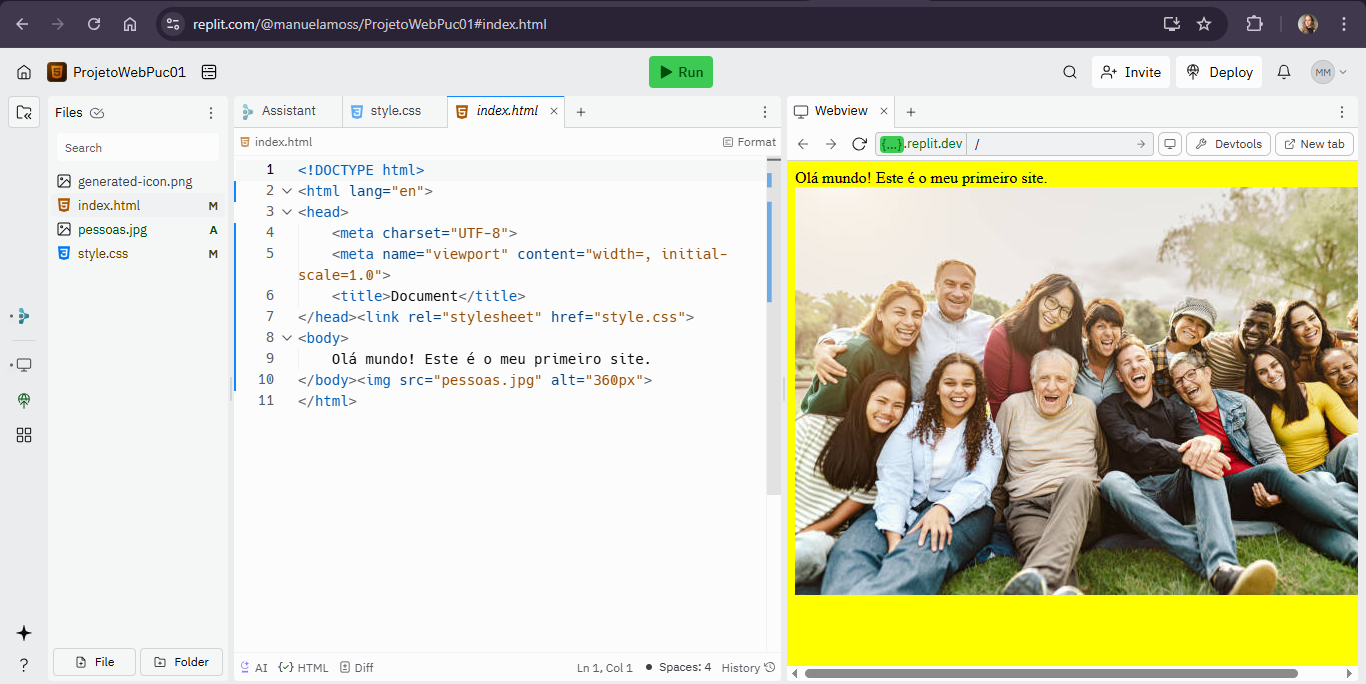 replit.com/@manuelamoss/ProjetoWebPuc01#index.html
ProjetoWebPuc01
Run
Invite
Deploy
MM
Files
Search
generated-icon.png
index.html M
pessoas.jpg A
style.css M
File
Folder
Assistant
style.css
index.html
index.html
Format
1 <!DOCTYPE html>
2 <html lang="en">
3 <head>
4 <meta charset="UTF-8">
5 <meta name="viewport" content="width=, initial-
scale=1.0">
6 <title>Document</title>
7 </head><link rel="stylesheet" href="style.css">
8 <body>
9 Olá mundo! Este é o meu primeiro site.
10 </body><img src="pessoas.jpg" alt="360px">
11 </html>
AI
HTML
Diff
Ln 1, Col 1
Spaces: 4
History
Webview
{...}.replit.dev
/
Devtools
New tab
Olá mundo! Este é o meu primeiro site.